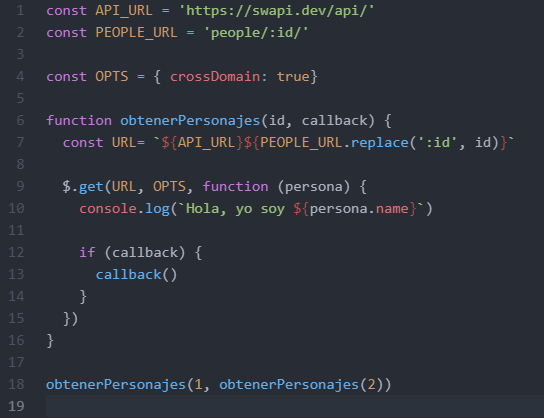 1 const API_URL = 'https://swapi.dev/api/'
2 const PEOPLE_URL = 'people/:id/'
3
4 const OPTS = { crossDomain: true}
5
6 function obtenerPersonajes(id, callback) {
7   const URL= `${API_URL}${PEOPLE_URL.replace(':id', id)}`
8
9   $.get(URL, OPTS, function (persona) {
10     console.log(`Hola, yo soy ${persona.name}`)
11
12     if (callback) {
13       callback()
14     }
15   })
16 }
17
18 obtenerPersonajes(1, obtenerPersonajes(2))
19